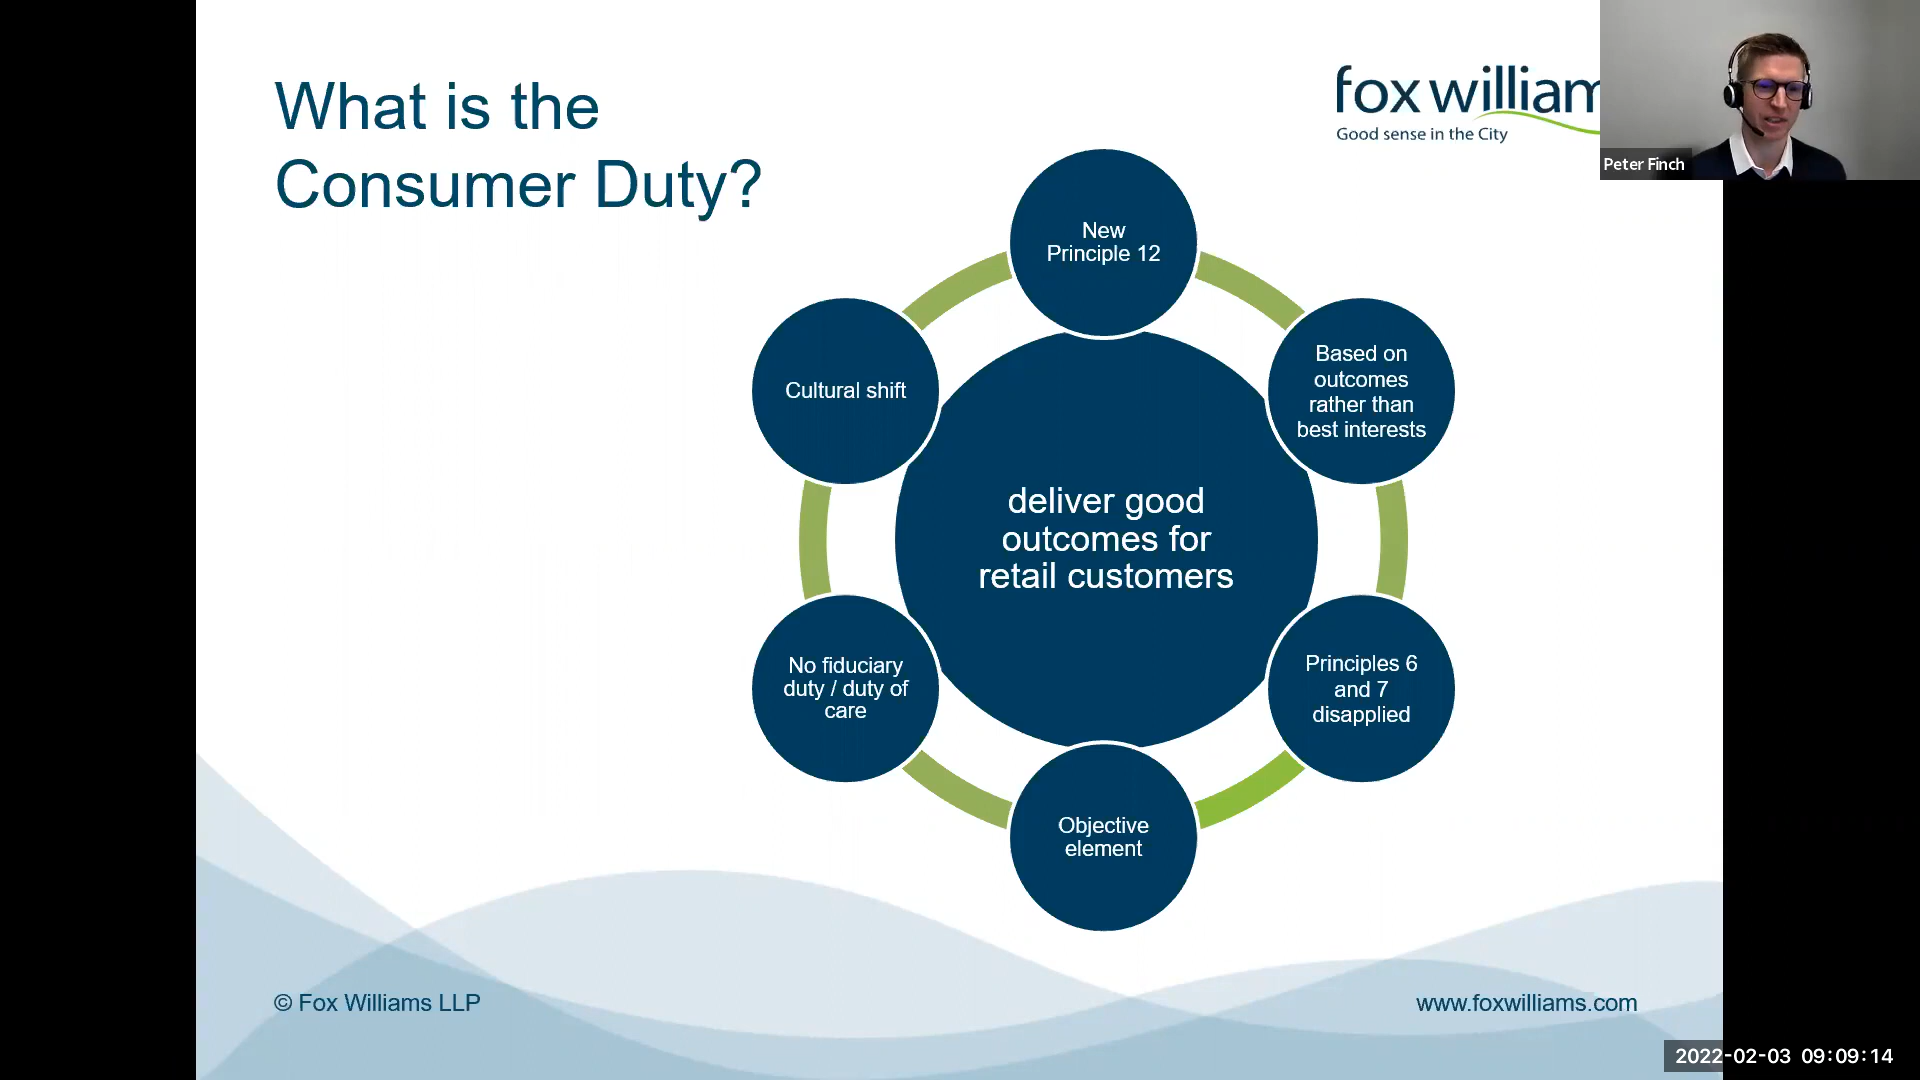 What is the
Consumer Duty?
fox william
Good sense in the City
Peter Finch
New
Principle 12
Based on
outcomes
rather than
best interests
Principles 6
and 7
disapplied
Objective
element
No fiduciary
duty / duty of
care
Cultural shift
deliver good
outcomes for
retail customers
© Fox Williams LLP
www.foxwilliams.com
2022-02-03 09:09:14